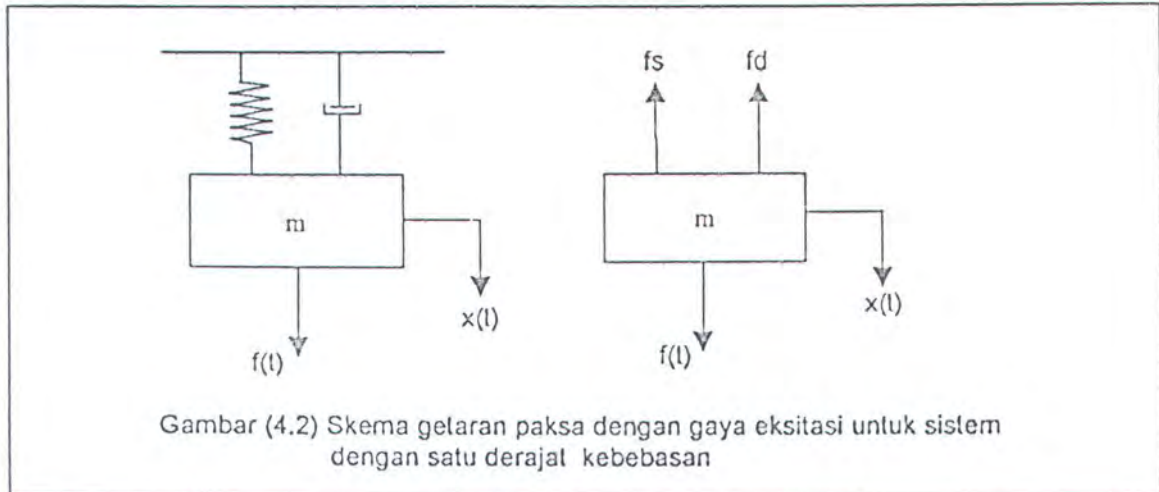 fs fd
m m
x(t) x(t)
f(t) f(t)
Gambar (4.2) Skema getaran paksa dengan gaya eksitasi untuk sistem
dengan satu derajat kebebasan